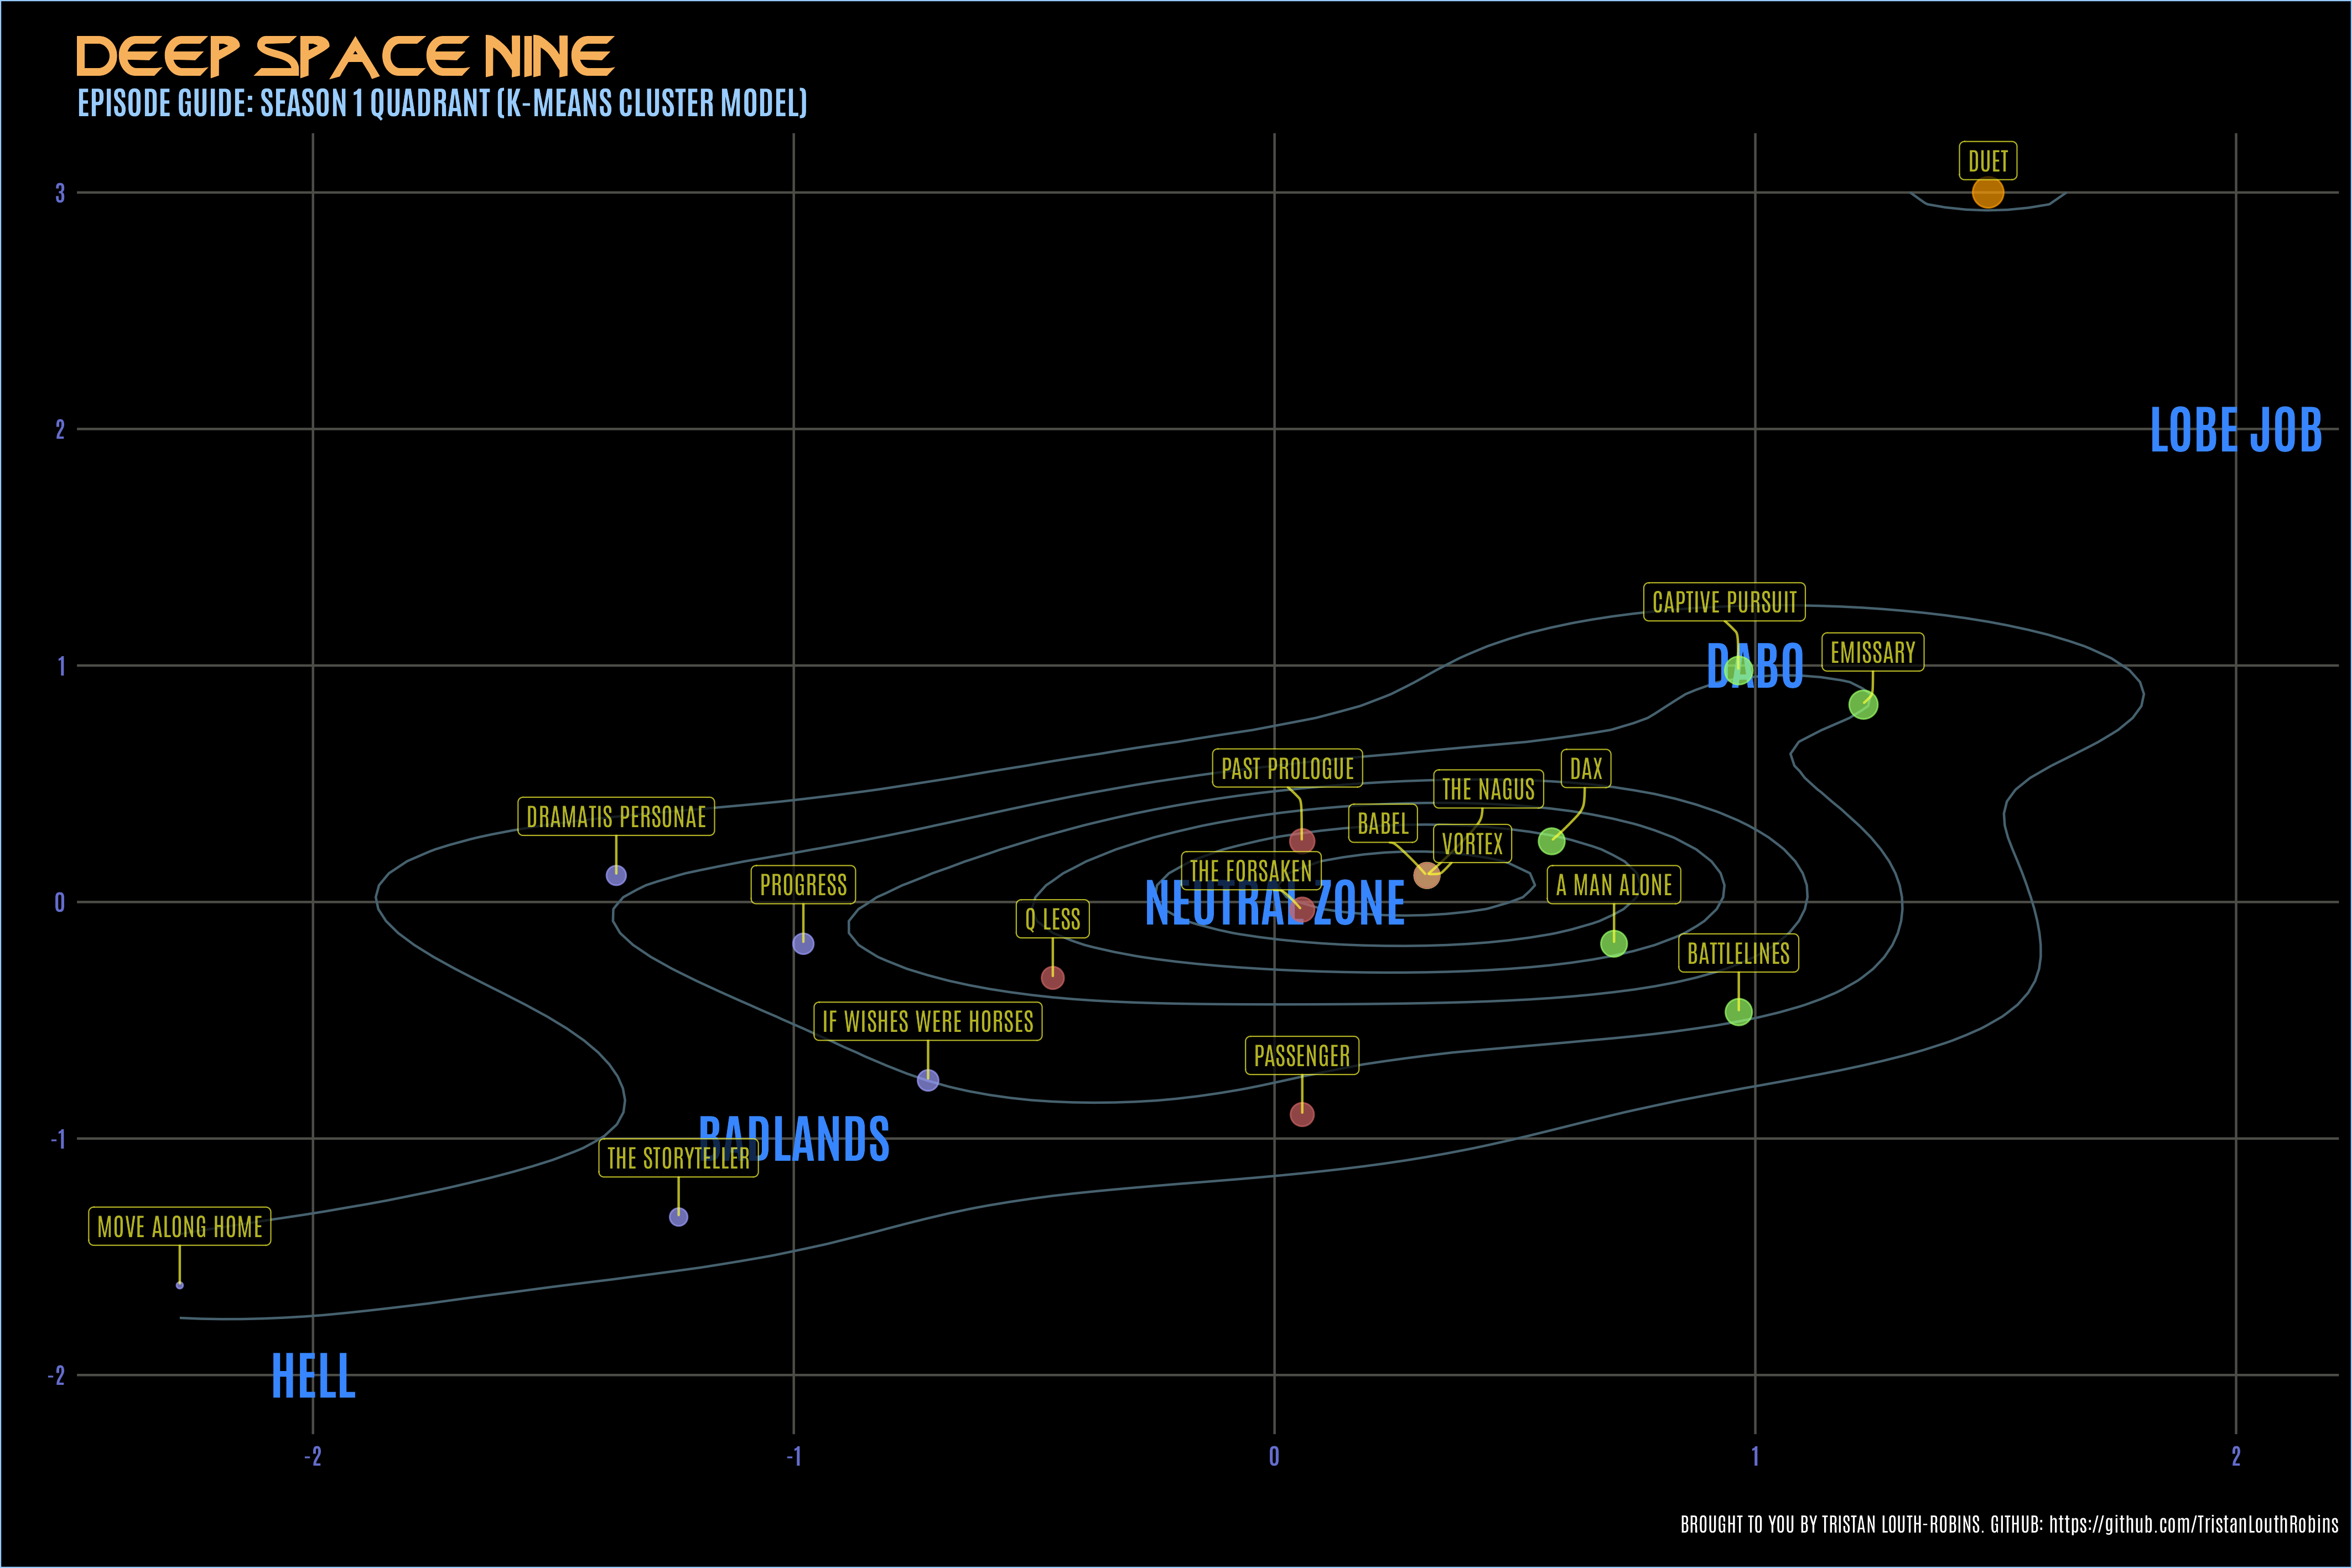 DEEP SPACE NINE
EPISODE GUIDE: SEASON 1 QUADRANT (K-MEANS CLUSTER MODEL)
DUET
3
2
LOBE JOB
CAPTIVE PURSUIT
EMISSARY
1
DABO
PAST PROLOGUE
DAX
THE NAGUS
DRAMATIS PERSONAE
BABEL
VORTEX
THE FORSAKEN
PROGRESS
A MAN ALONE
0
NEUTRAL ZONE
Q LESS
BATTLELINES
IF WISHES WERE HORSES
PASSENGER
-1
BADLANDS
THE STORYTELLER
MOVE ALONG HOME
-2
HELL
-2 -1 0 1 2
BROUGHT TO YOU BY TRISTAN LOUTH-ROBINS. GITHUB: https://github.com/TristanLouthRobins